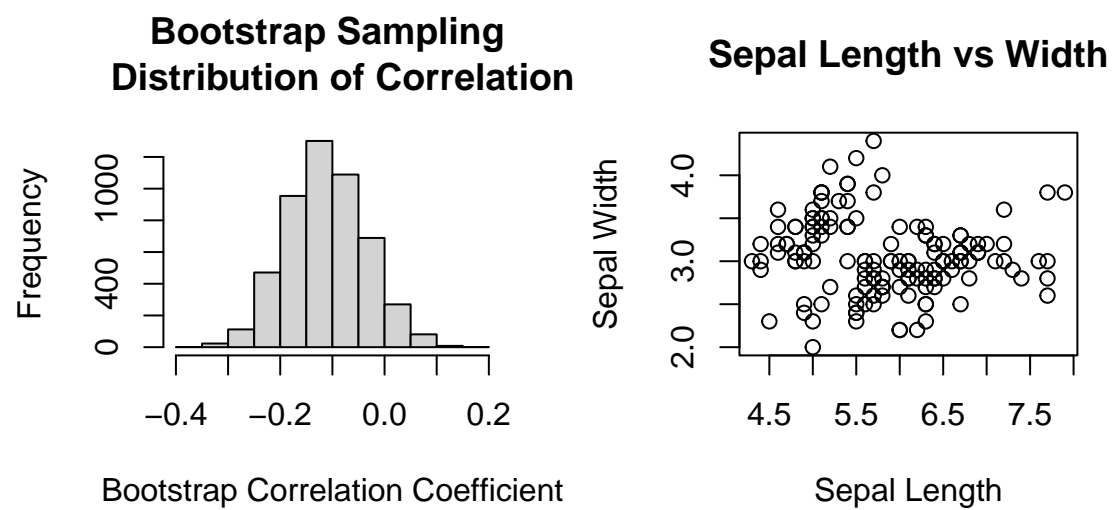 Bootstrap Sampling
Distribution of Correlation
Frequency
0
400
1000
−0.4
−0.2
0.0
0.2
Bootstrap Correlation Coefficient
Sepal Length vs Width
Sepal Width
2.0
3.0
4.0
4.5
5.5
6.5
7.5
Sepal Length